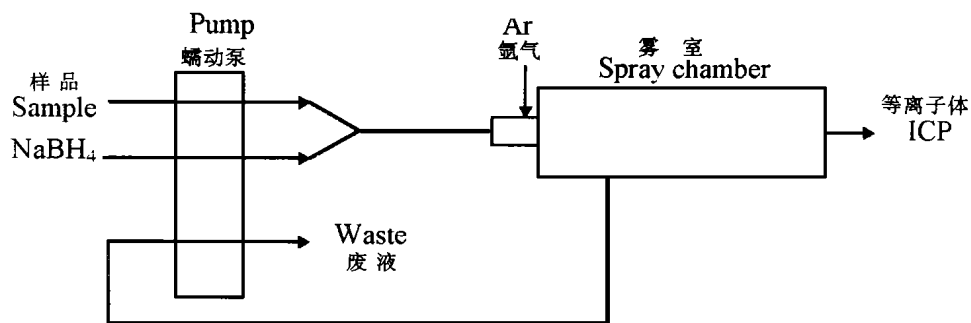 Pump
蠕动泵
样品
Sample
NaBH₄
Ar
氩气
雾室
Spray chamber
等离子体
ICP
Waste
废液